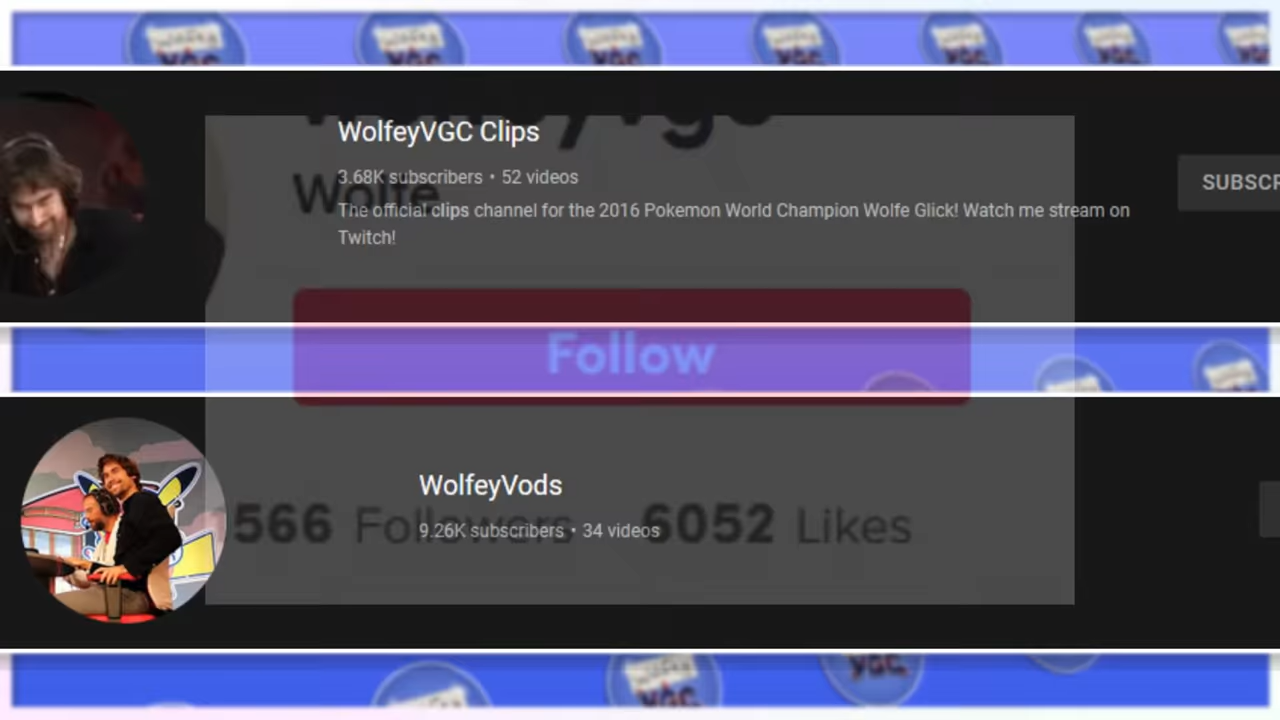 WolfeyVGC Clips
3.68K subscribers • 52 videos
Wolfe
The official clips channel for the 2016 Pokemon World Champion Wolfe Glick! Watch me stream on
Twitch!
Follow
WolfeyVods
9.26K subscribers • 34 videos
566 Followers 6052 Likes